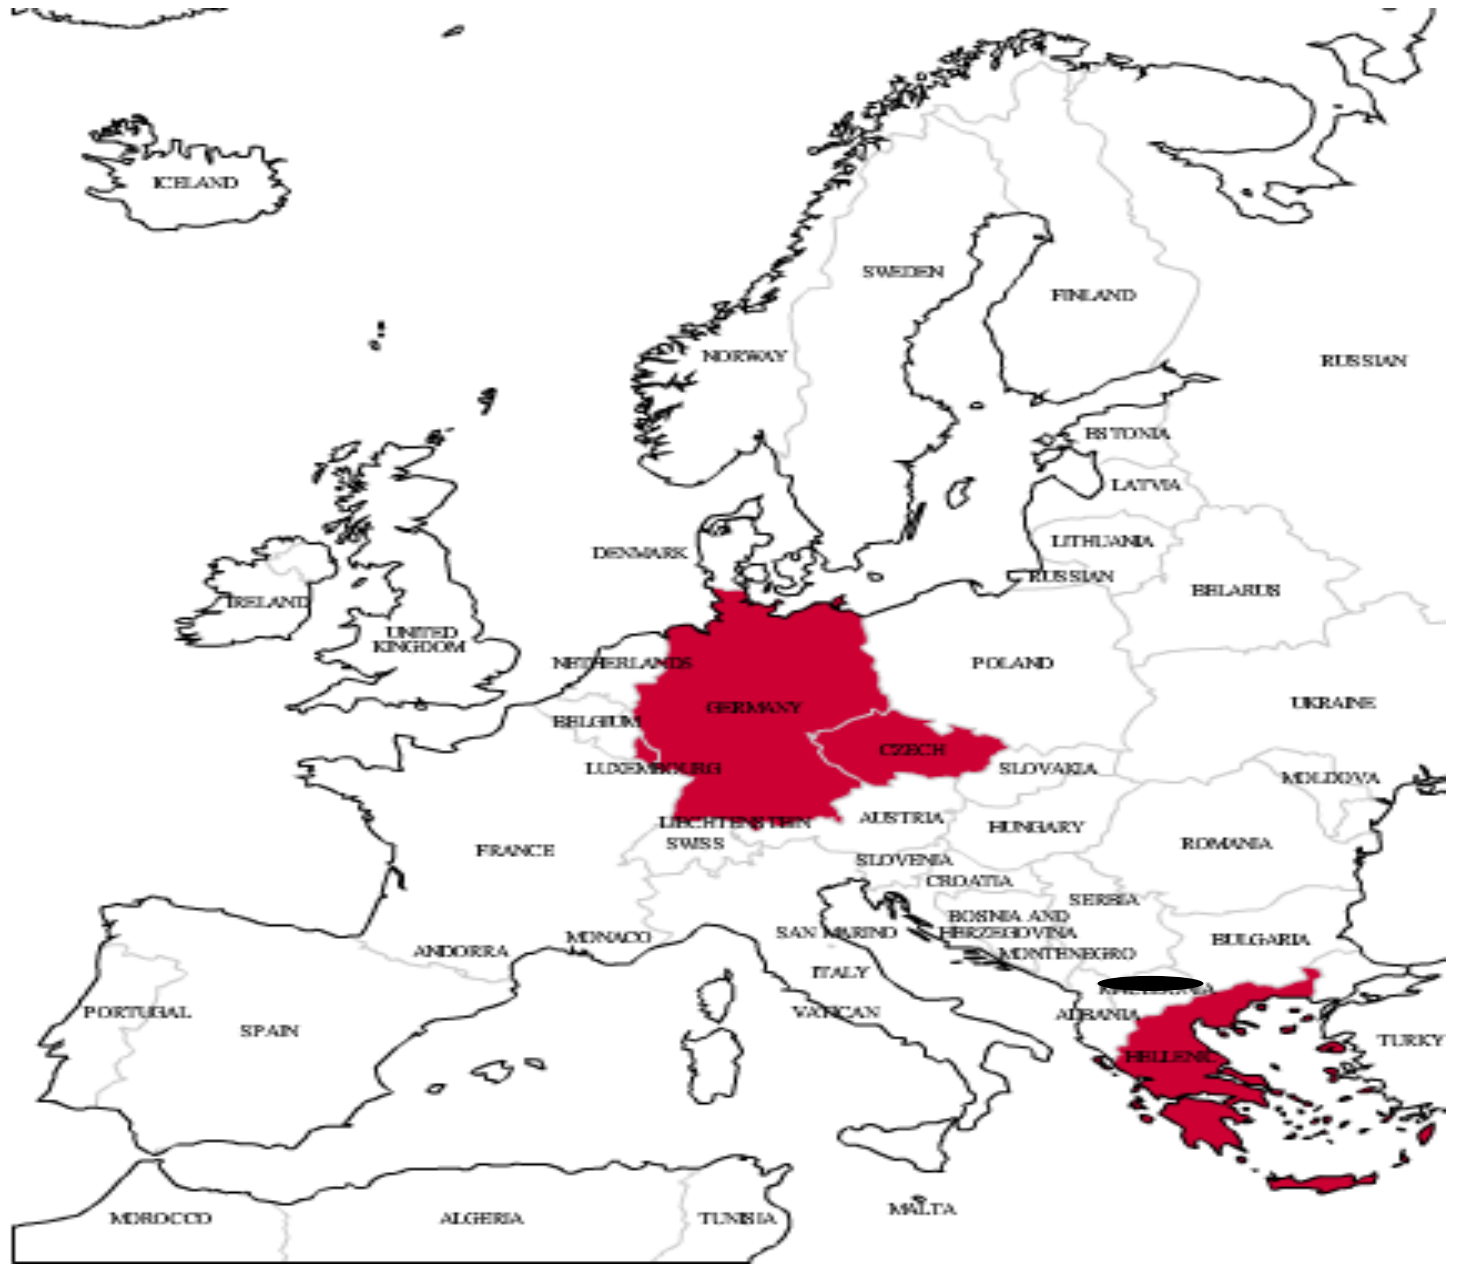 ICELAND
SWEDEN
FINLAND
NORWAY
RUSSIAN
ESTONIA
LATVIA
LITHUANIA
DENMARK
RUSSIAN
BELARUS
IRELAND
UNITED
KINGDOM
NETHERLANDS
POLAND
GERMANY
UKRAINE
BELGIUM
CZECH
LUXEMBOURG
SLOVAKIA
MOLDOVA
LIECHTENSTEIN
AUSTRIA
HUNGARY
SWISS
FRANCE
ROMANIA
SLOVENIA
CROATIA
SERBIA
BOSNIA AND
HERZEGOVINA
SAN MARINO
MONACO
BULGARIA
ANDORRA
MONTENEGRO
ITALY
PORTUGAL
VATICAN
ALBANIA
SPAIN
TURKY
HELLENIC
MALTA
MOROCCO
ALGERIA
TUNISIA